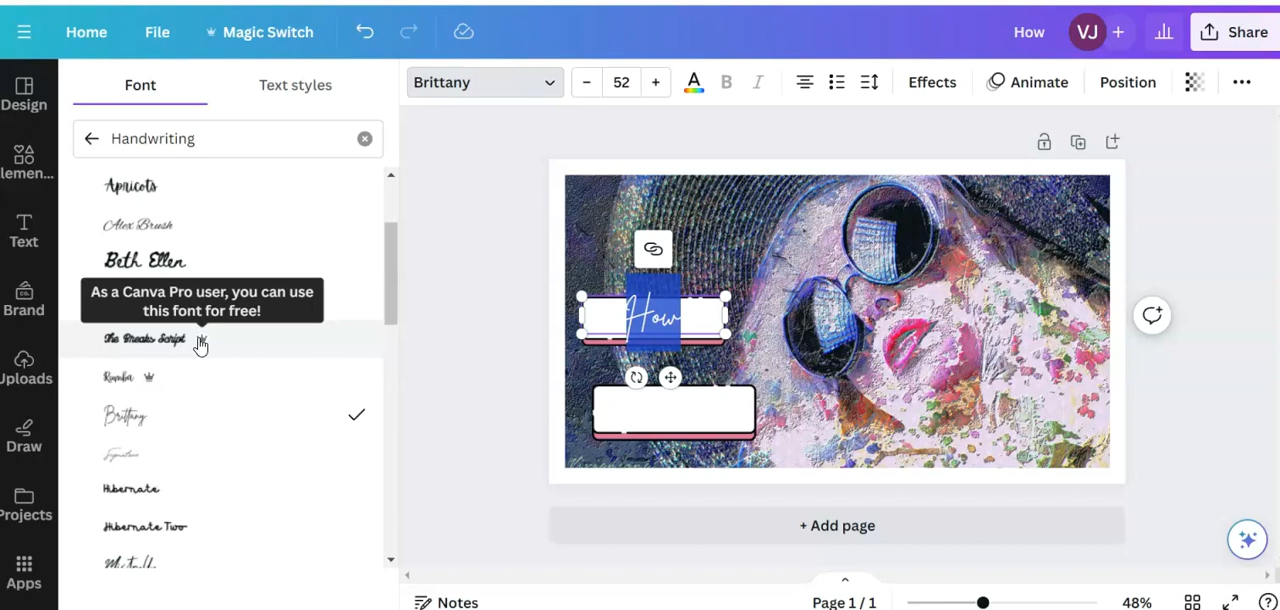 Home File Magic Switch How VJ + Share
Design
Elemen...
Text
Brand
Uploads
Draw
Projects
Apps
Font Text styles
Handwriting
Apricots
Alex Brush
Beth Ellen
As a Canva Pro user, you can use
this font for free!
The Breaks Script
Rumba
Brittany
Signature
Hibernate
Hibernate Two
Brittany - 52 + A B I Effects Animate Position
How
+ Add page
Notes Page 1 / 1 48%